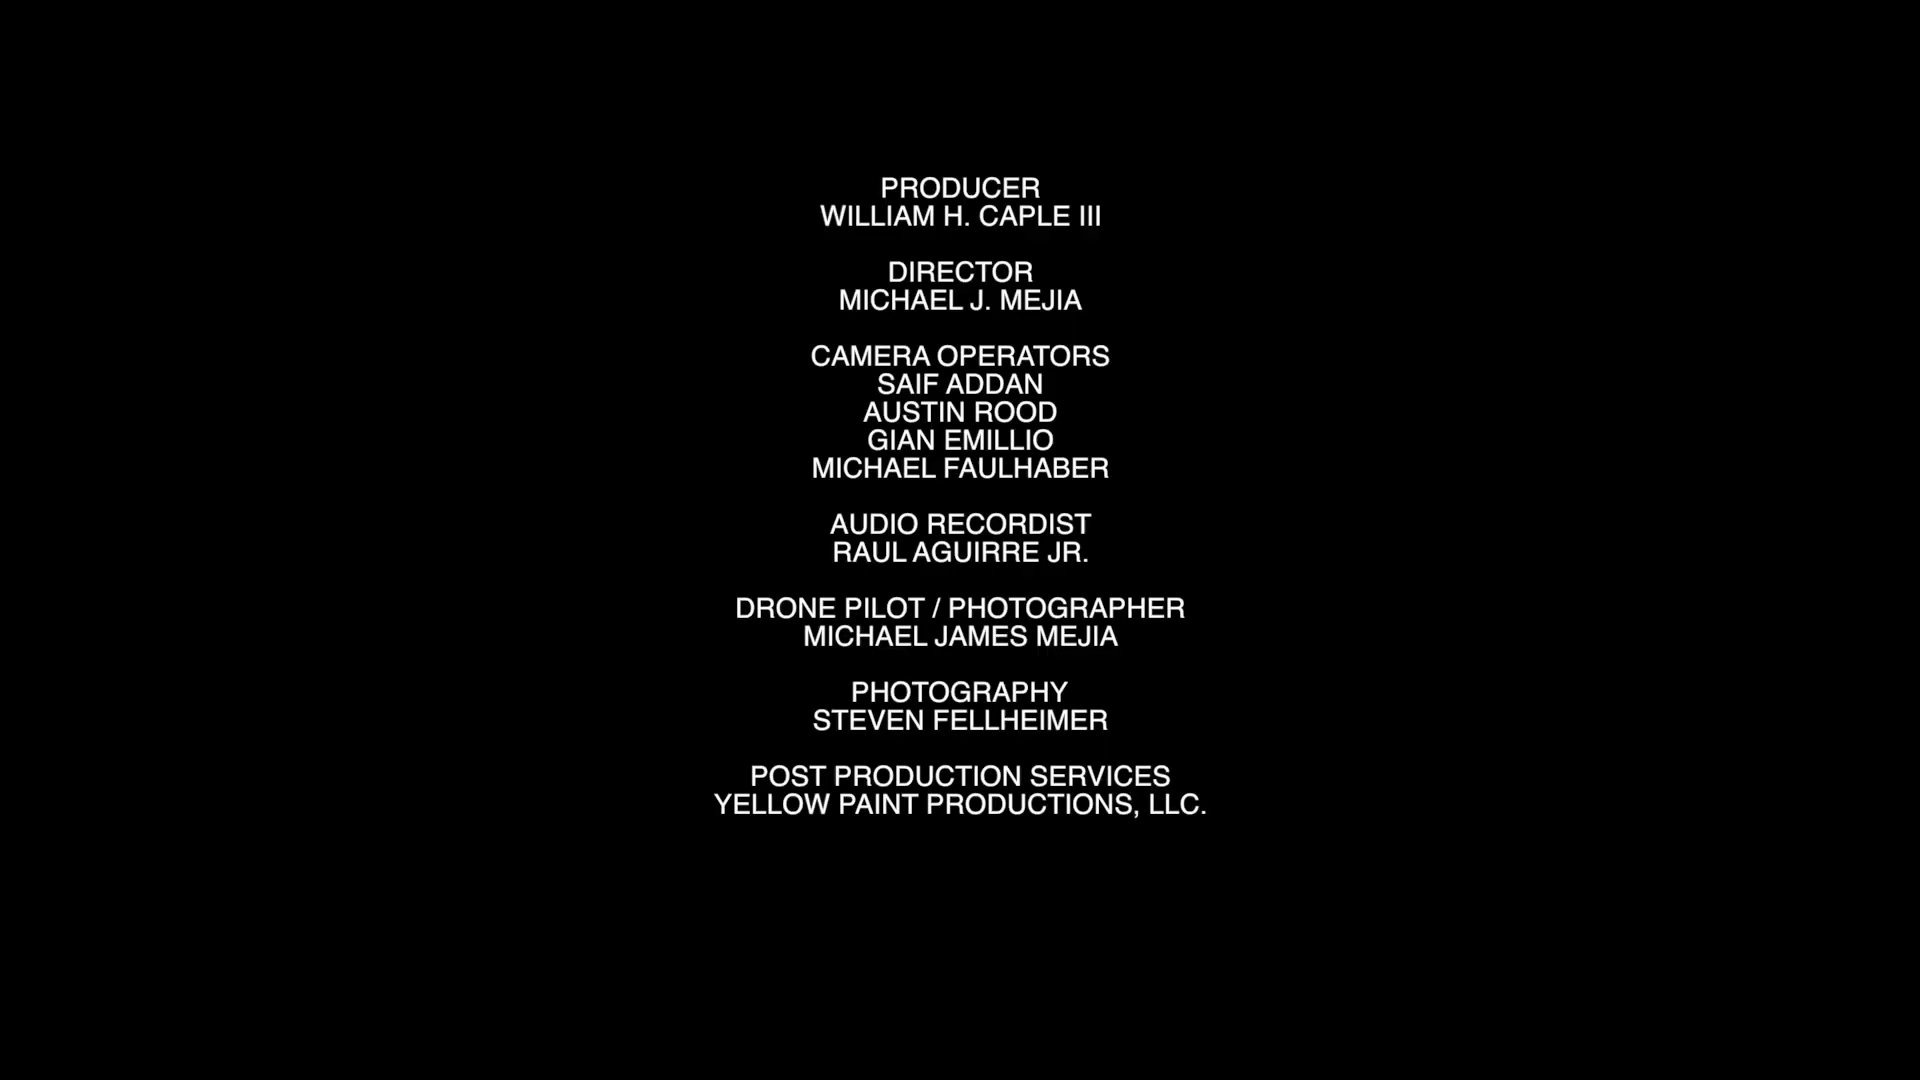 PRODUCER
WILLIAM H. CAPLE III
DIRECTOR
MICHAEL J. MEJIA
CAMERA OPERATORS
SAIF ADDAN
AUSTIN ROOD
GIAN EMILLIO
MICHAEL FAULHABER
AUDIO RECORDIST
RAUL AGUIRRE JR.
DRONE PILOT / PHOTOGRAPHER
MICHAEL JAMES MEJIA
PHOTOGRAPHY
STEVEN FELLHEIMER
POST PRODUCTION SERVICES
YELLOW PAINT PRODUCTIONS, LLC.